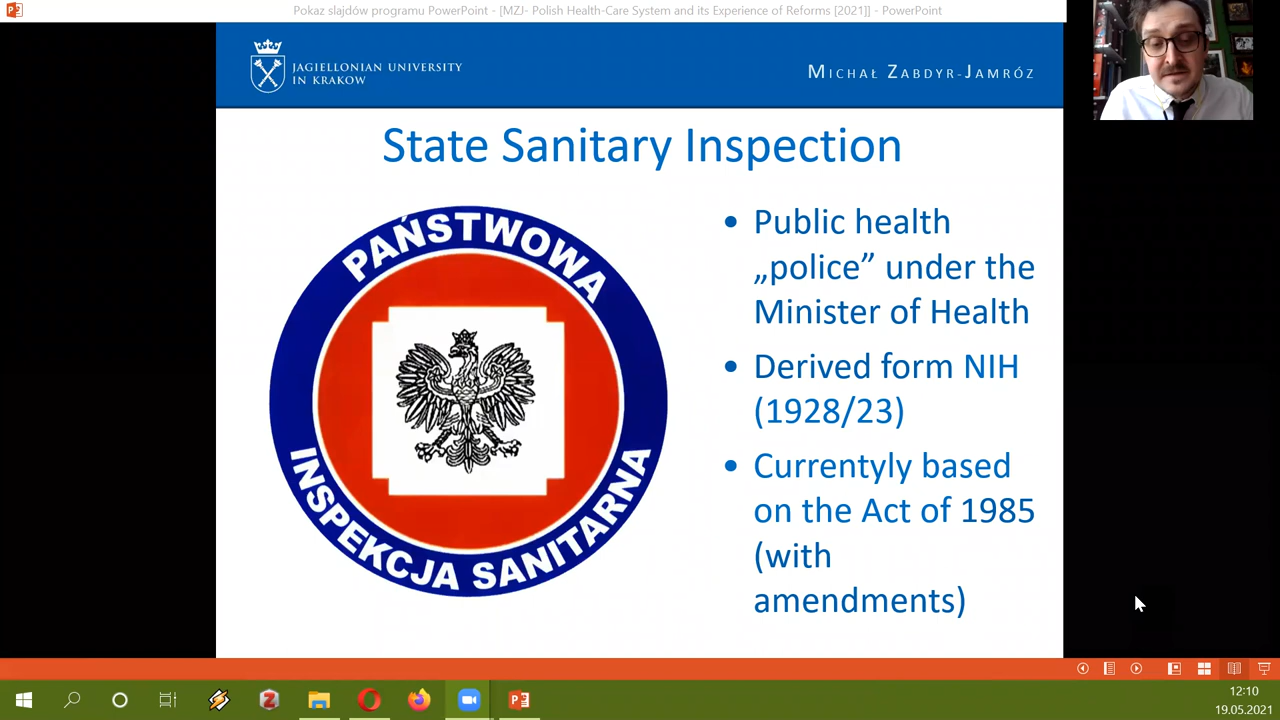 Pokaz slajdów programu PowerPoint - [MZJ- Polish Health-Care System and its Experience of Reforms [2021]] - PowerPoint
JAGIELLONIAN UNIVERSITY
IN KRAKOW
MICHAŁ ZABDYR-JAMRÓZ
State Sanitary Inspection
PAŃSTWOWA
INSPEKCJA SANITARNA
• Public health
„police” under the
Minister of Health
• Derived form NIH
(1928/23)
• Currentyly based
on the Act of 1985
(with
amendments)
12:10
19.05.2021